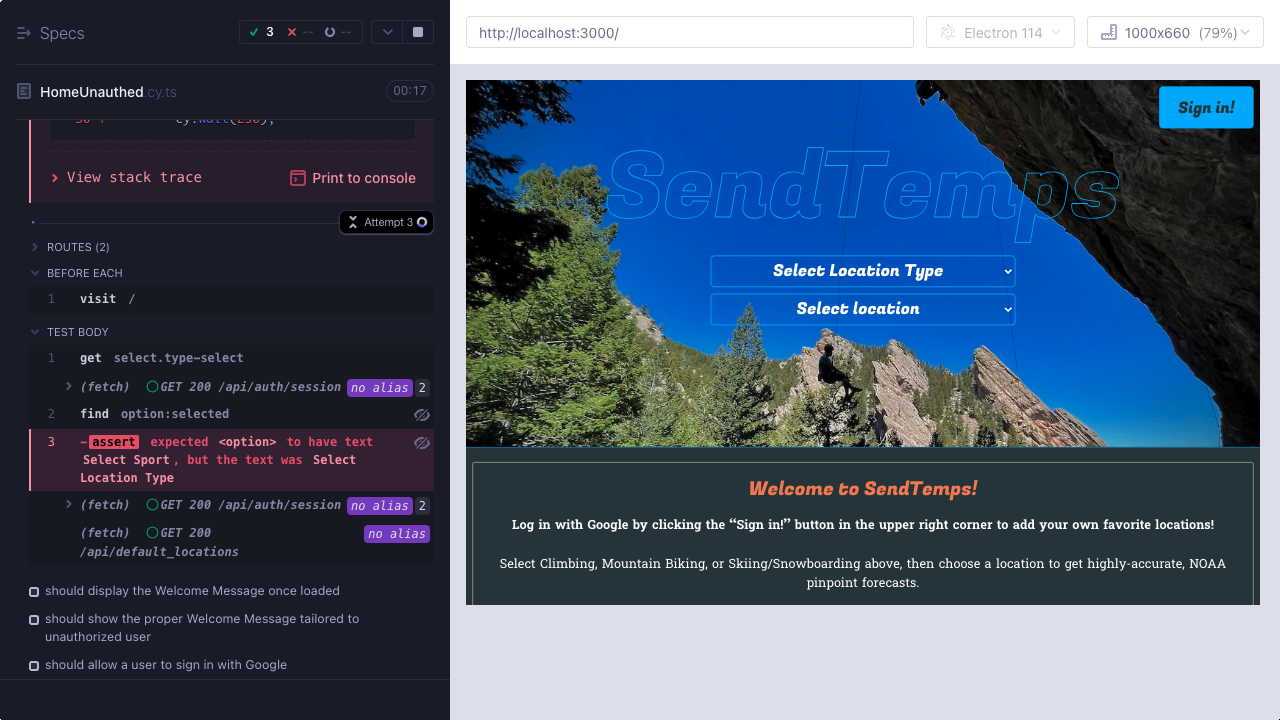 Specs
3
--
--
http://localhost:3000/
Electron 114
1000x660 (79%)
HomeUnauthed.cy.ts
00:17
cy.wait(250);
View stack trace
Print to console
Attempt 3
ROUTES (2)
BEFORE EACH
1 visit /
TEST BODY
1 get select.type-select
(fetch) GET 200 /api/auth/session no alias 2
2 find option:selected
3 -assert expected <option> to have text
Select Sport, but the text was Select
Location Type
(fetch) GET 200 /api/auth/session no alias 2
(fetch) GET 200 no alias
/api/default_locations
should display the Welcome Message once loaded
should show the proper Welcome Message tailored to
unauthorized user
should allow a user to sign in with Google
Sign in!
SendTemps
Select Location Type
Select location
Welcome to SendTemps!
Log in with Google by clicking the “Sign in!” button in the upper right corner to add your own favorite locations!
Select Climbing, Mountain Biking, or Skiing/Snowboarding above, then choose a location to get highly-accurate, NOAA
pinpoint forecasts.